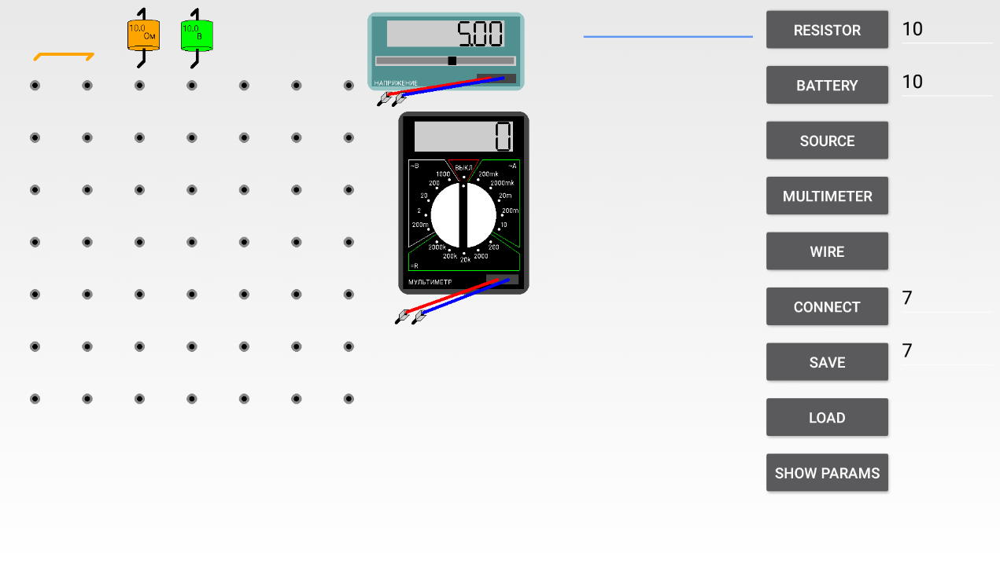 10.0
Ом
10.0
В
5.00
НАПРЯЖЕНИЕ
0
~В
ВЫКЛ
~А
1000
200mk
200
2000mk
20
20m
2
200m
200m
10
2000k
200
200k
20k
2000
=R
МУЛЬТИМЕТР
RESISTOR
10
BATTERY
10
SOURCE
MULTIMETER
WIRE
CONNECT
7
SAVE
7
LOAD
SHOW PARAMS